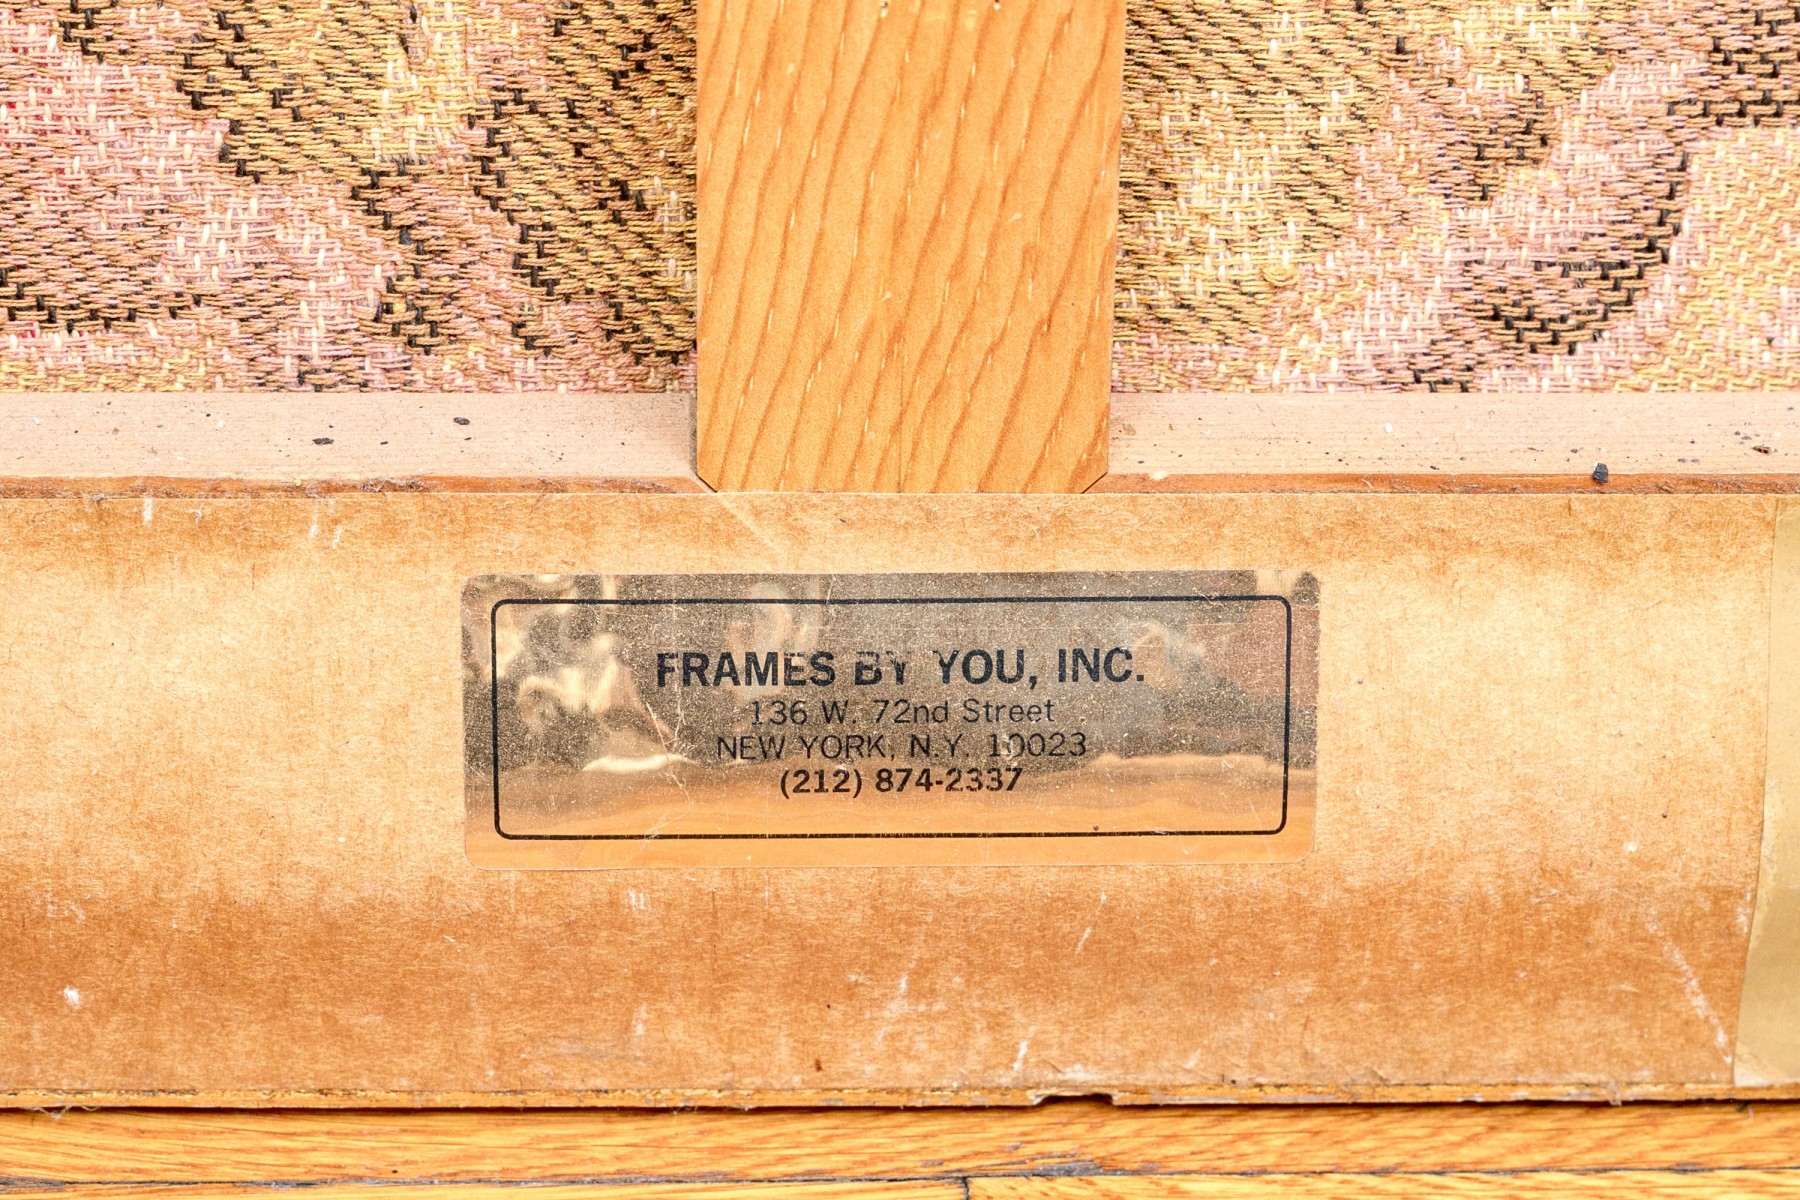 FRAMES BY YOU, INC.
136 W. 72nd Street
NEW YORK, N.Y. 10023
(212) 874-2337